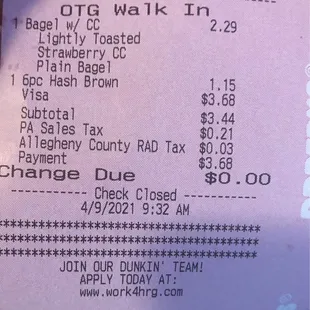 OTG Walk In
1 Bagel w/ CC 2.29
Lightly Toasted
Strawberry CC
Plain Bagel
1 6pc Hash Brown 1.15
Visa $3.68
Subtotal $3.44
PA Sales Tax $0.21
Allegheny County RAD Tax $0.03
Payment $3.68
Change Due $0.00
----------- Check Closed -----------
4/9/2021 9:32 AM
****************************************
****************************************
****************************************
JOIN OUR DUNKIN' TEAM!
APPLY TODAY AT:
www.work4hrg.com